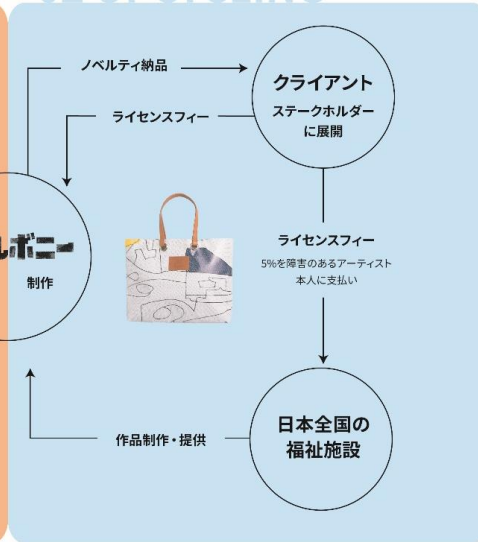 ノベルティ納品
クライアント
ステークホルダー
に展開
ライセンスフィー
ルボニー
制作
ライセンスフィー
5%を障害のあるアーティスト
本人に支払い
作品制作・提供
日本全国の
福祉施設